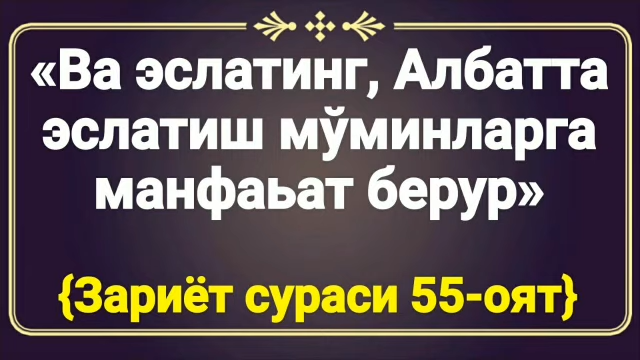 «Ва эслатинг, Албатта
эслатиш мўминларга
манфаьат берур»
{Зариёт сураси 55-оят}